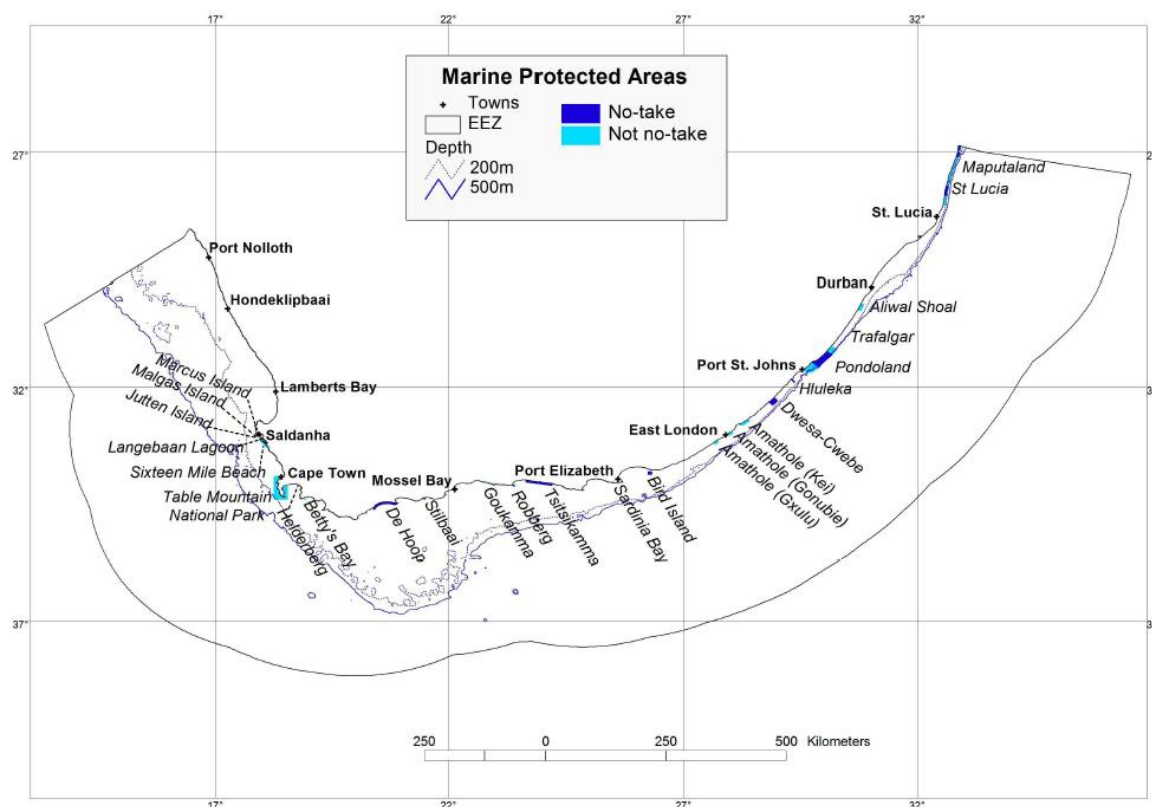 17°
22°
27°
32°
Marine Protected Areas
Towns
EEZ
Depth
200m
500m
No-take
Not no-take
27°
2
Maputaland
St Lucia
St. Lucia
Port Nolloth
Durban
Hondeklipbaai
Aliwal Shoal
Trafalgar
Port St. Johns
Pondoland
32°
3
Marcus Island
Malgas Island
Jutten Island
Lamberts Bay
Hluleka
Dwesa-Cwebe
Saldanha
East London
Langebaan Lagoon
Amathole (Kei)
Amathole (Gonubie)
Amathole (Gxulu)
Sixteen Mile Beach
Cape Town
Mossel Bay
Port Elizabeth
Table Mountain
National Park
Helderberg
Betty's Bay
De Hoop
Stilbaai
Goukamma
Robberg
Tsitsikamma
Sardinia Bay
Bird Island
37°
3
250
0
250
500
Kilometers
17°
22°
27°
32°